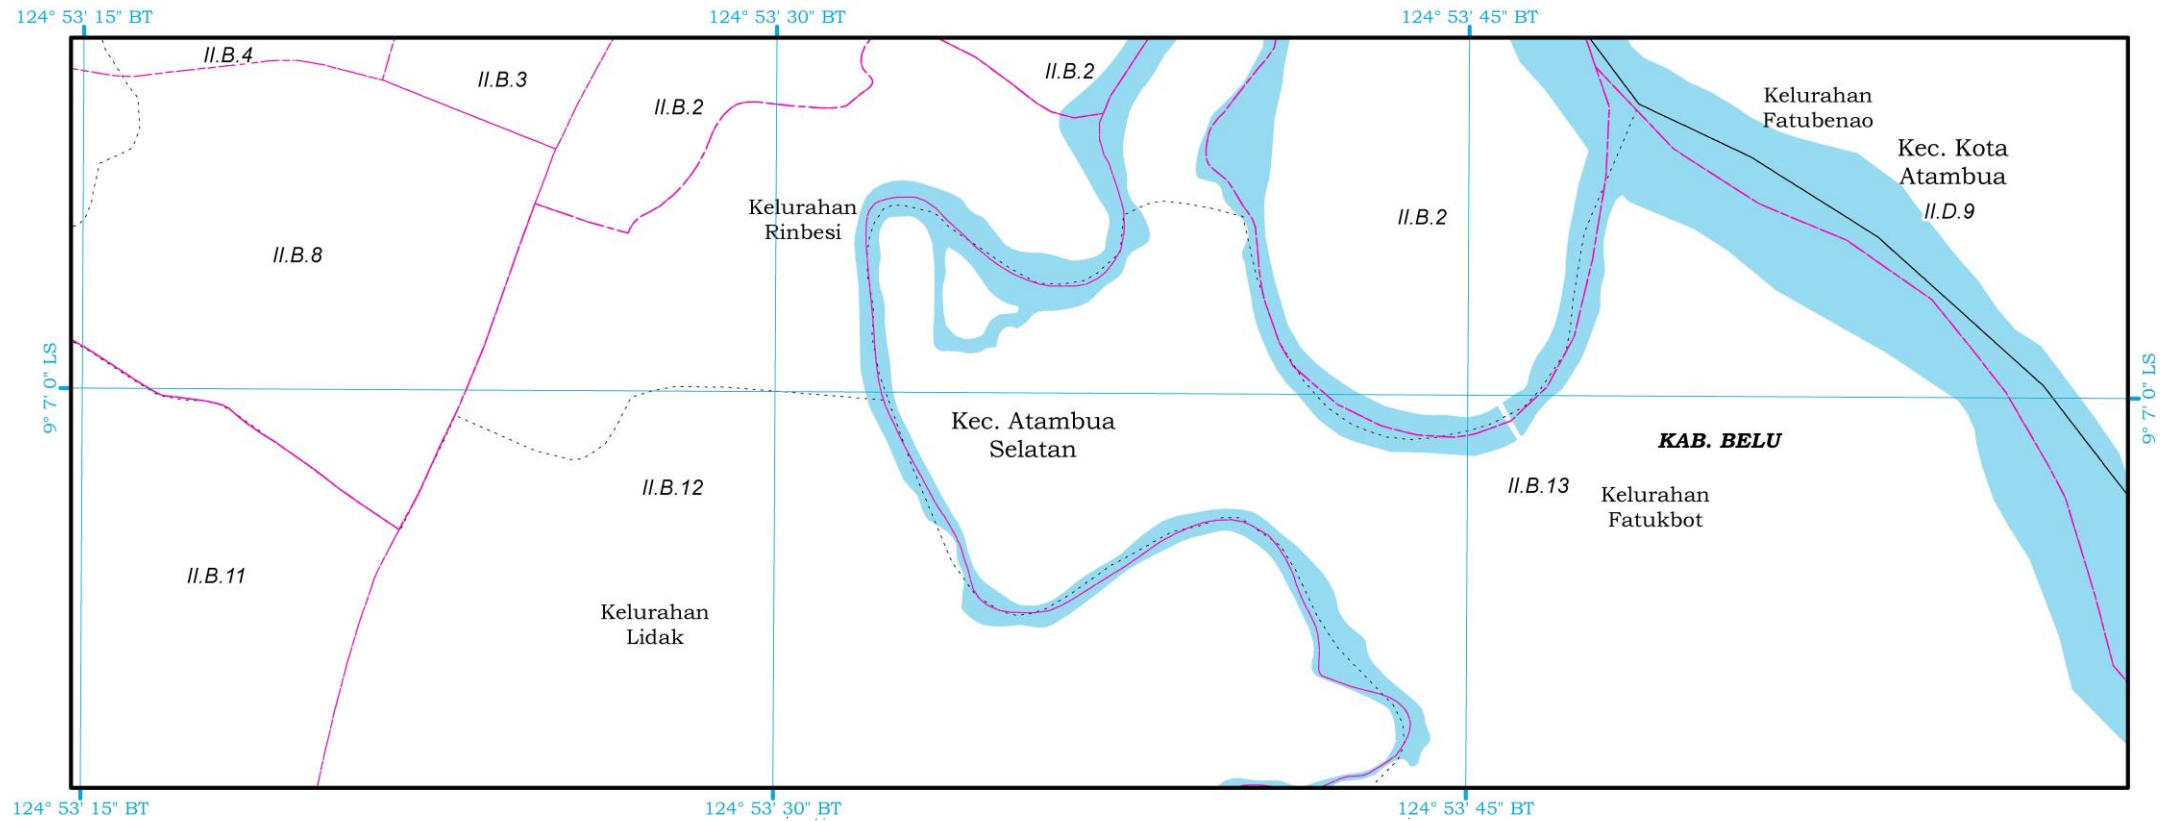 124° 53' 15" BT
124° 53' 30" BT
124° 53' 45" BT
II.B.4
II.B.3
II.B.2
II.B.2
Kelurahan
Fatubenao
Kec. Kota
Atambua
II.D.9
Kelurahan
Rinbesi
II.B.2
II.B.8
9° 7' 0" LS
9° 7' 0" LS
Kec. Atambua
Selatan
KAB. BELU
II.B.12
II.B.13
Kelurahan
Fatukbot
II.B.11
Kelurahan
Lidak
124° 53' 15" BT
124° 53' 30" BT
124° 53' 45" BT